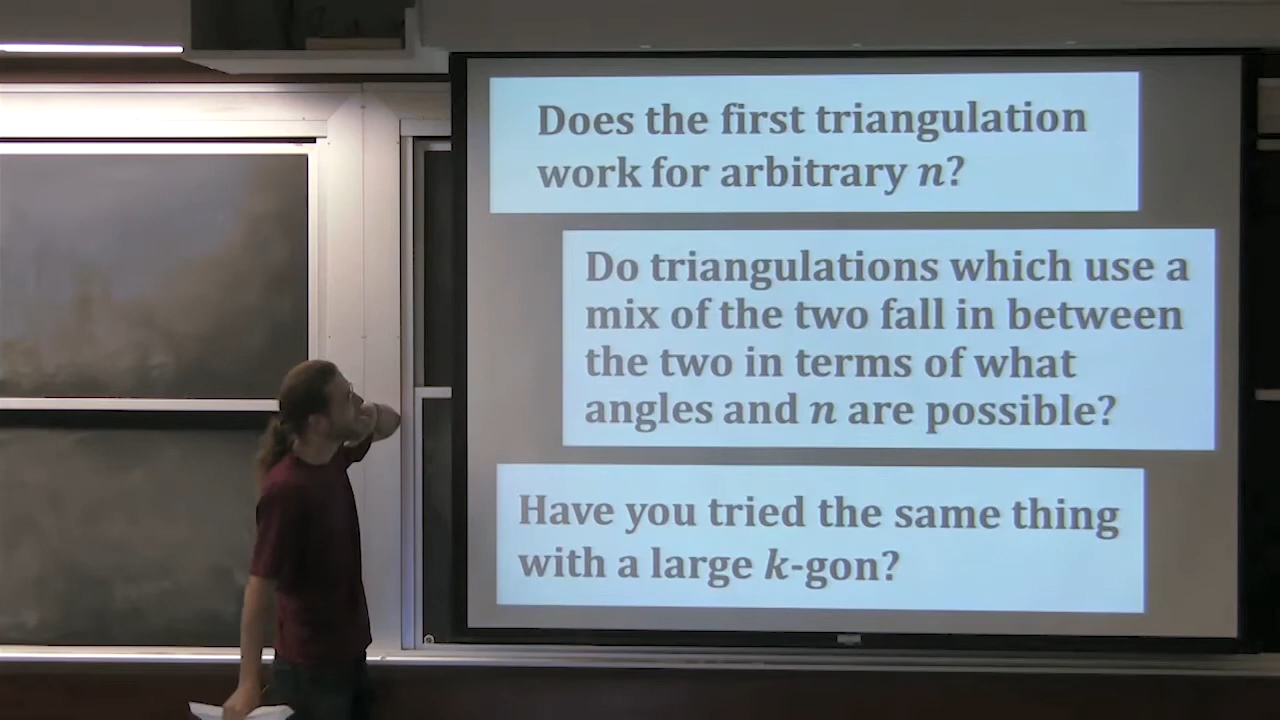 Does the first triangulation
work for arbitrary n?
Do triangulations which use a
mix of the two fall in between
the two in terms of what
angles and n are possible?
Have you tried the same thing
with a large k-gon?